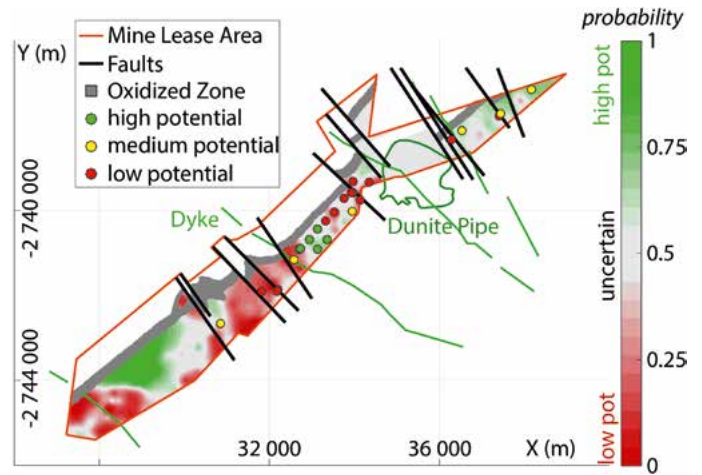 probability
Y (m)
Mine Lease Area
Faults
Oxidized Zone
high potential
medium potential
low potential
-2 740 000
-2 744 000
Dyke
Dunite Pipe
32 000
36 000
X (m)
high pot
uncertain
low pot
1
0.75
0.5
0.25
0